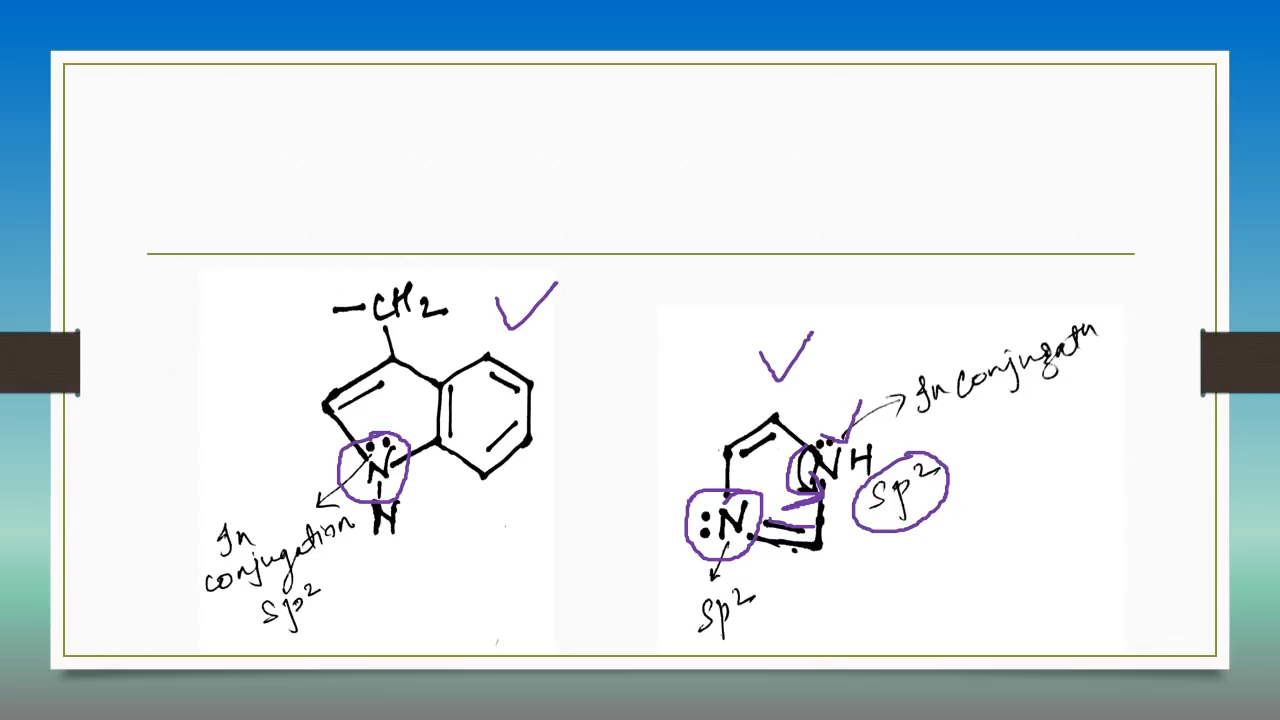 -CH2
N
N
In
conjugation
Sp2
In conjugatn
NH
Sp2
N
Sp2